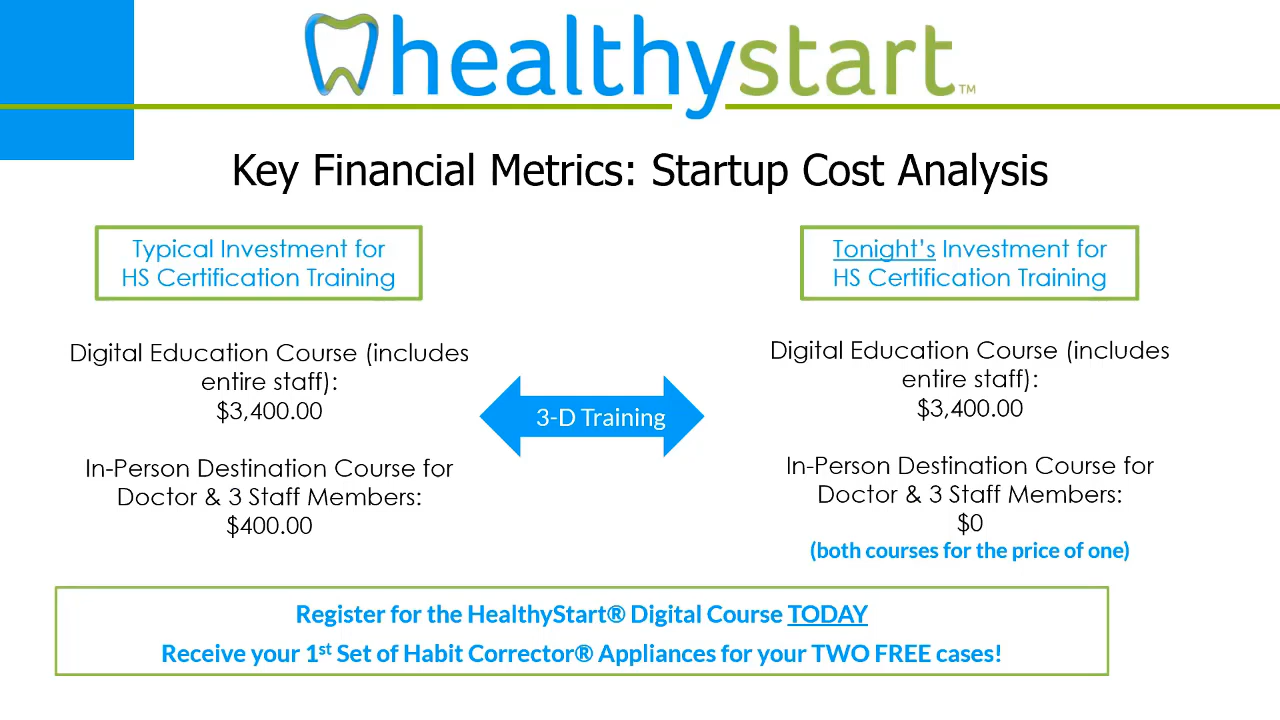 healthystart™
Key Financial Metrics: Startup Cost Analysis
Typical Investment for
HS Certification Training
Digital Education Course (includes
entire staff):
$3,400.00
In-Person Destination Course for
Doctor & 3 Staff Members:
$400.00
3-D Training
Tonight's Investment for
HS Certification Training
Digital Education Course (includes
entire staff):
$3,400.00
In-Person Destination Course for
Doctor & 3 Staff Members:
$0
(both courses for the price of one)
Register for the HealthyStart® Digital Course TODAY
Receive your 1st Set of Habit Corrector® Appliances for your TWO FREE cases!